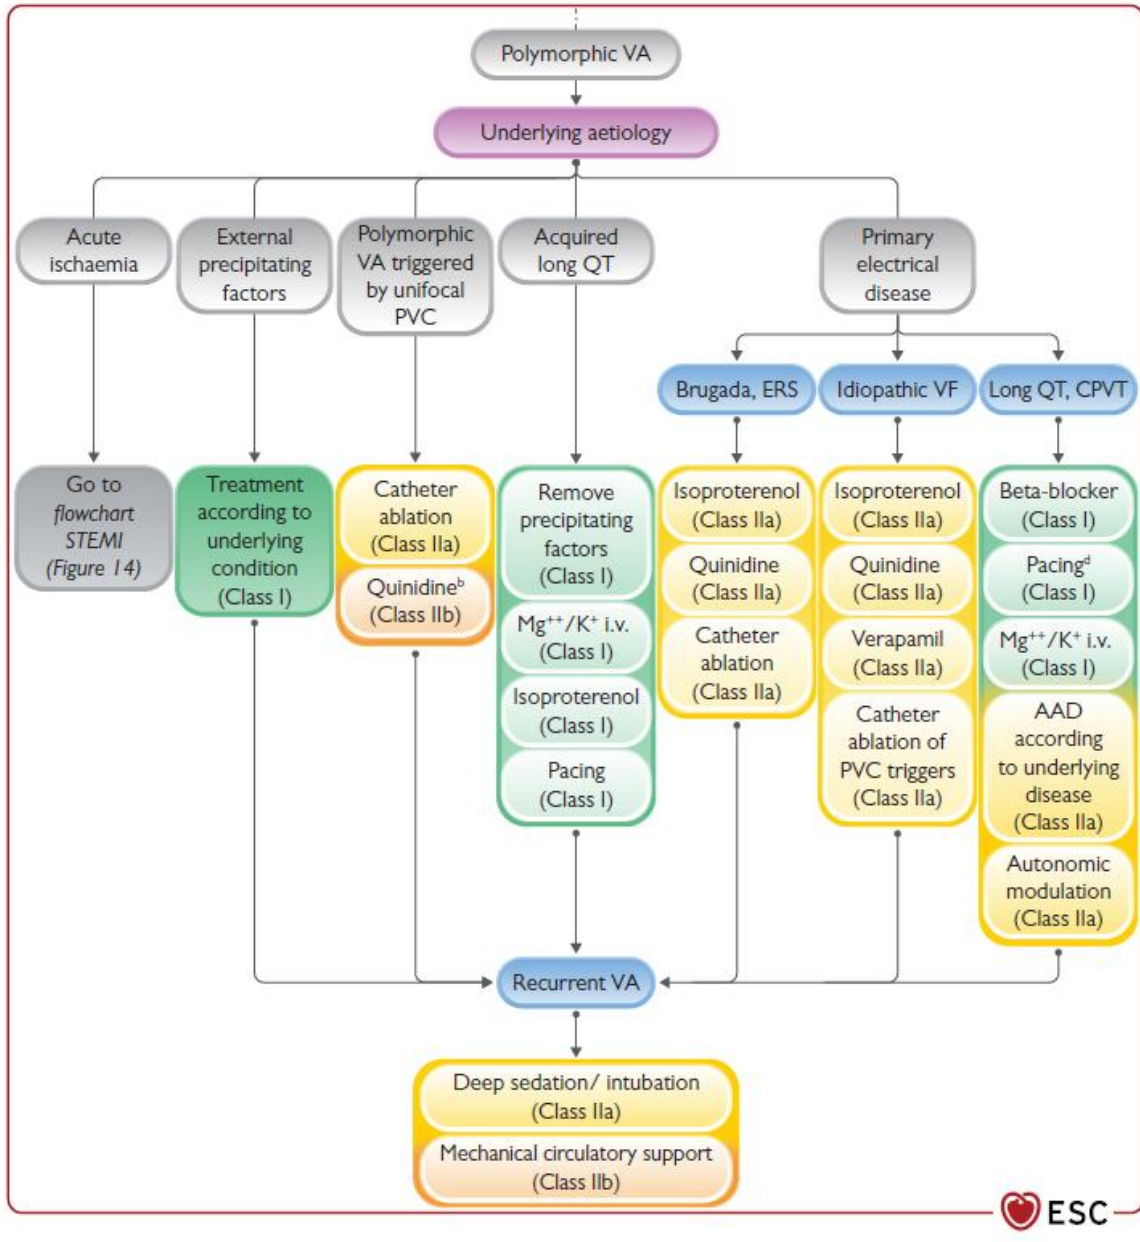 Polymorphic VA
Underlying aetiology
Acute
ischaemia
External
precipitating
factors
Polymorphic
VA triggered
by unifocal
PVC
Acquired
long QT
Primary
electrical
disease
Brugada, ERS
Idiopathic VF
Long QT, CPVT
Go to
flowchart
STEMI
(Figure 14)
Treatment
according to
underlying
condition
(Class I)
Catheter
ablation
(Class IIa)
Quinidineᵇ
(Class IIb)
Remove
precipitating
factors
(Class I)
Mg⁺⁺/K⁺ i.v.
(Class I)
Isoproterenol
(Class I)
Pacing
(Class I)
Isoproterenol
(Class IIa)
Quinidine
(Class IIa)
Catheter
ablation
(Class IIa)
Isoproterenol
(Class IIa)
Quinidine
(Class IIa)
Verapamil
(Class IIa)
Catheter
ablation of
PVC triggers
(Class IIa)
Beta-blocker
(Class I)
Pacingᵈ
(Class I)
Mg⁺⁺/K⁺ i.v.
(Class I)
AAD
according
to underlying
disease
(Class IIa)
Autonomic
modulation
(Class IIa)
Recurrent VA
Deep sedation/ intubation
(Class IIa)
Mechanical circulatory support
(Class IIb)
ESC